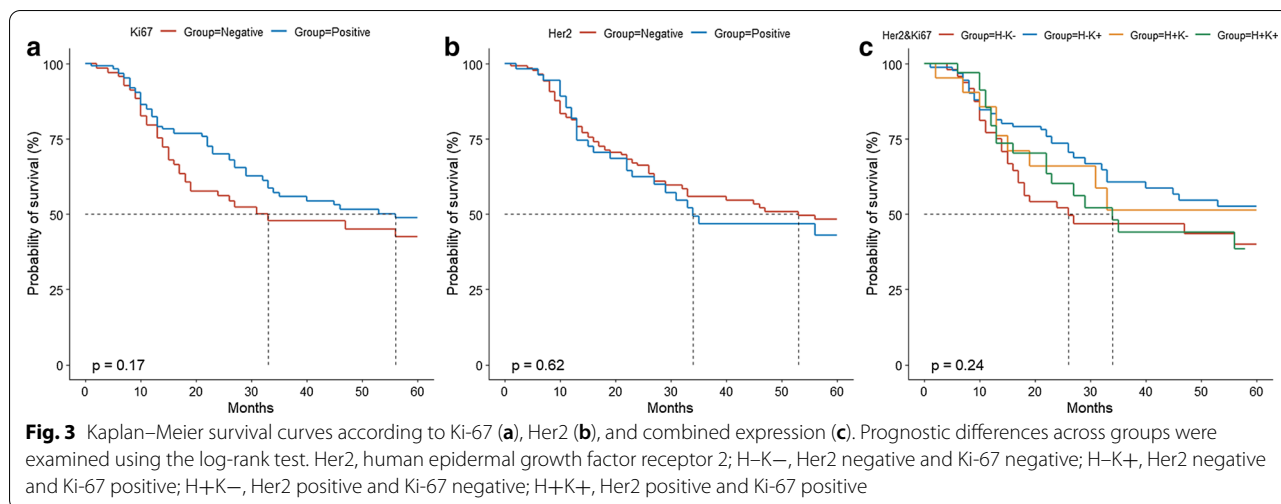 a
Ki67 Group=Negative Group=Positive
Probability of survival (%)
100
75
50
25
0
p = 0.17
0 10 20 30 40 50 60
Months
b
Her2 Group=Negative Group=Positive
Probability of survival (%)
100
75
50
25
0
p = 0.62
0 10 20 30 40 50 60
Months
c
Her2&Ki67 Group=H-K- Group=H-K+ Group=H+K- Group=H+K+
Probability of survival (%)
100
75
50
25
0
p = 0.24
0 10 20 30 40 50 60
Months
Fig. 3 Kaplan–Meier survival curves according to Ki-67 (a), Her2 (b), and combined expression (c). Prognostic differences across groups were
examined using the log-rank test. Her2, human epidermal growth factor receptor 2; H–K−, Her2 negative and Ki-67 negative; H–K+, Her2 negative
and Ki-67 positive; H+K−, Her2 positive and Ki-67 negative; H+K+, Her2 positive and Ki-67 positive